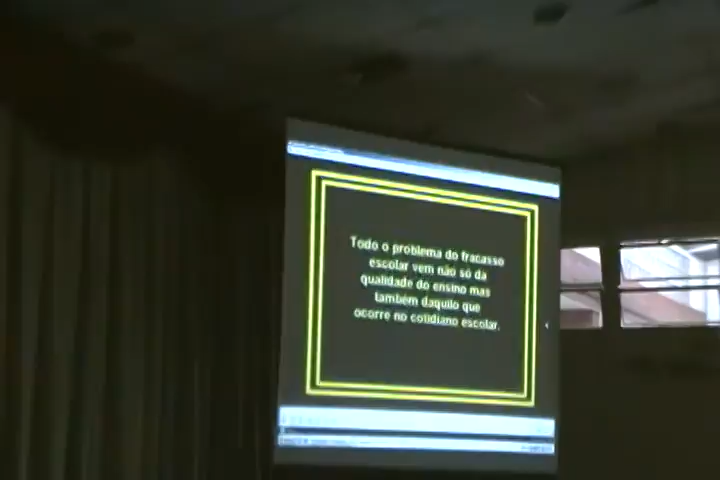 Todo o problema do fracasso
escolar vem não só da
qualidade do ensino mas
também daquilo que
ocorre no cotidiano escolar.